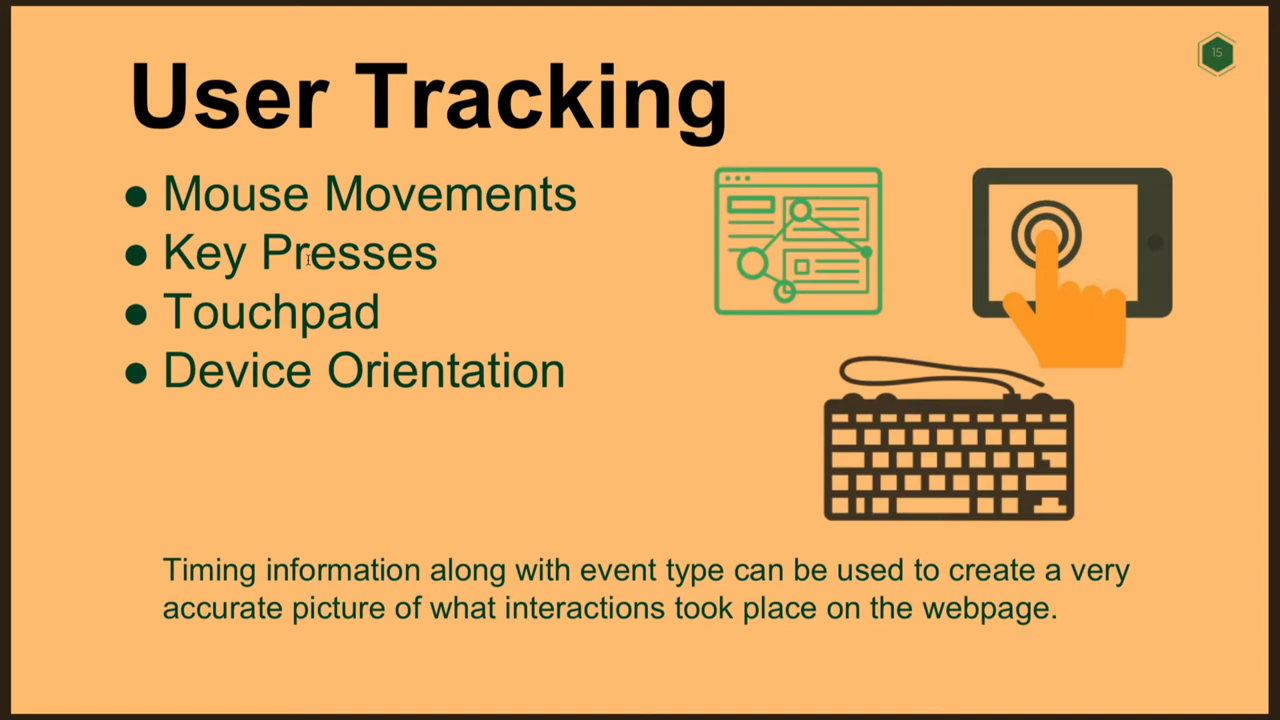 15
User Tracking
● Mouse Movements
● Key Presses
● Touchpad
● Device Orientation
Timing information along with event type can be used to create a very
accurate picture of what interactions took place on the webpage.